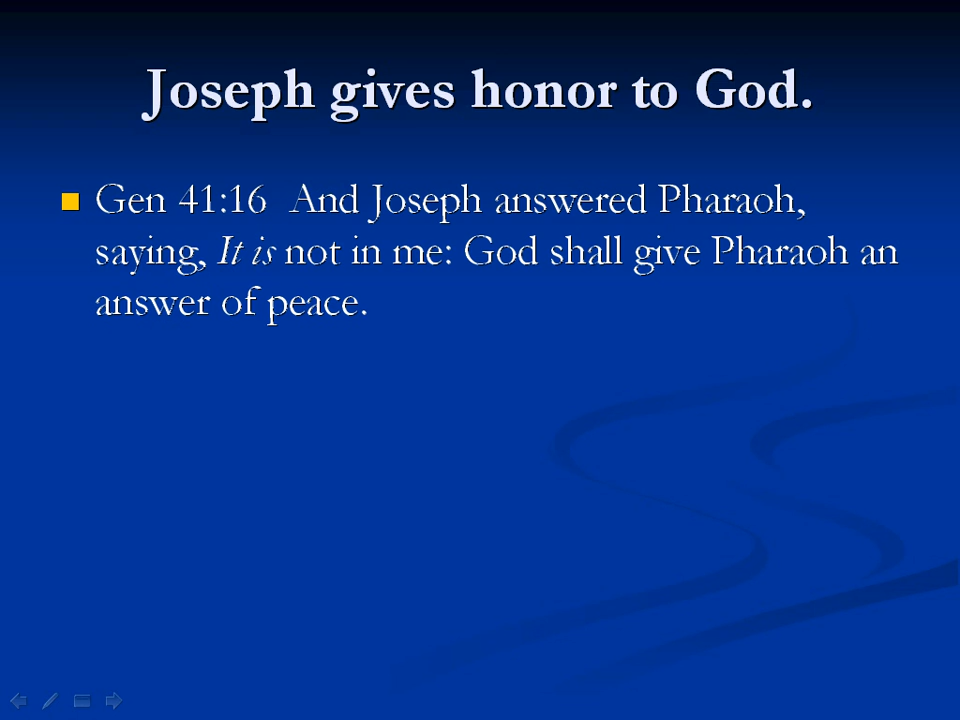 Joseph gives honor to God.
Gen 41:16  And Joseph answered Pharaoh,
saying, It is not in me: God shall give Pharaoh an
answer of peace.